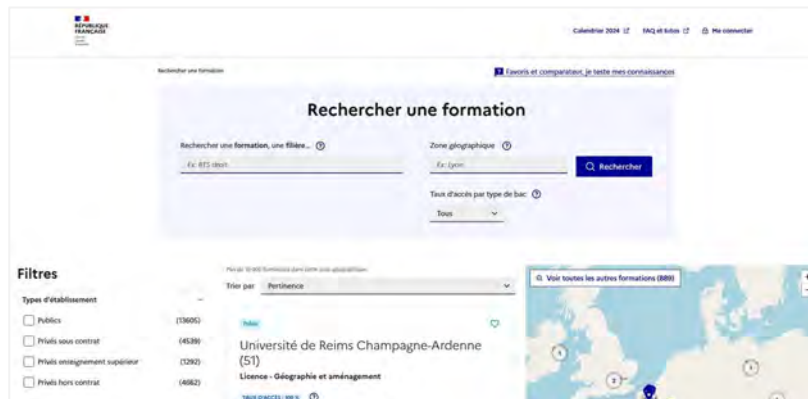 RÉPUBLIQUE
FRANÇAISE
Calendrier 2024 FAQ et tutos Me connecter
Rechercher une formation
Favoris et comparateur, je teste mes connaissances
Rechercher une formation
Rechercher une formation, une filière... Zone géographique
Ex: BTS Ex: Lyon
Rechercher
Taux d'accès par type de bac
Tous
Filtres
Types d'établissement
Publics (13605)
Privés sous contrat (4539)
Privés enseignement supérieur (1292)
Privés hors contrat (4662)
Trier par Pertinence
Public
Université de Reims Champagne-Ardenne
(51)
Licence - Géographie et aménagement
TAUX D'ACCÈS : 100 %
Voir toutes les autres formations (889)